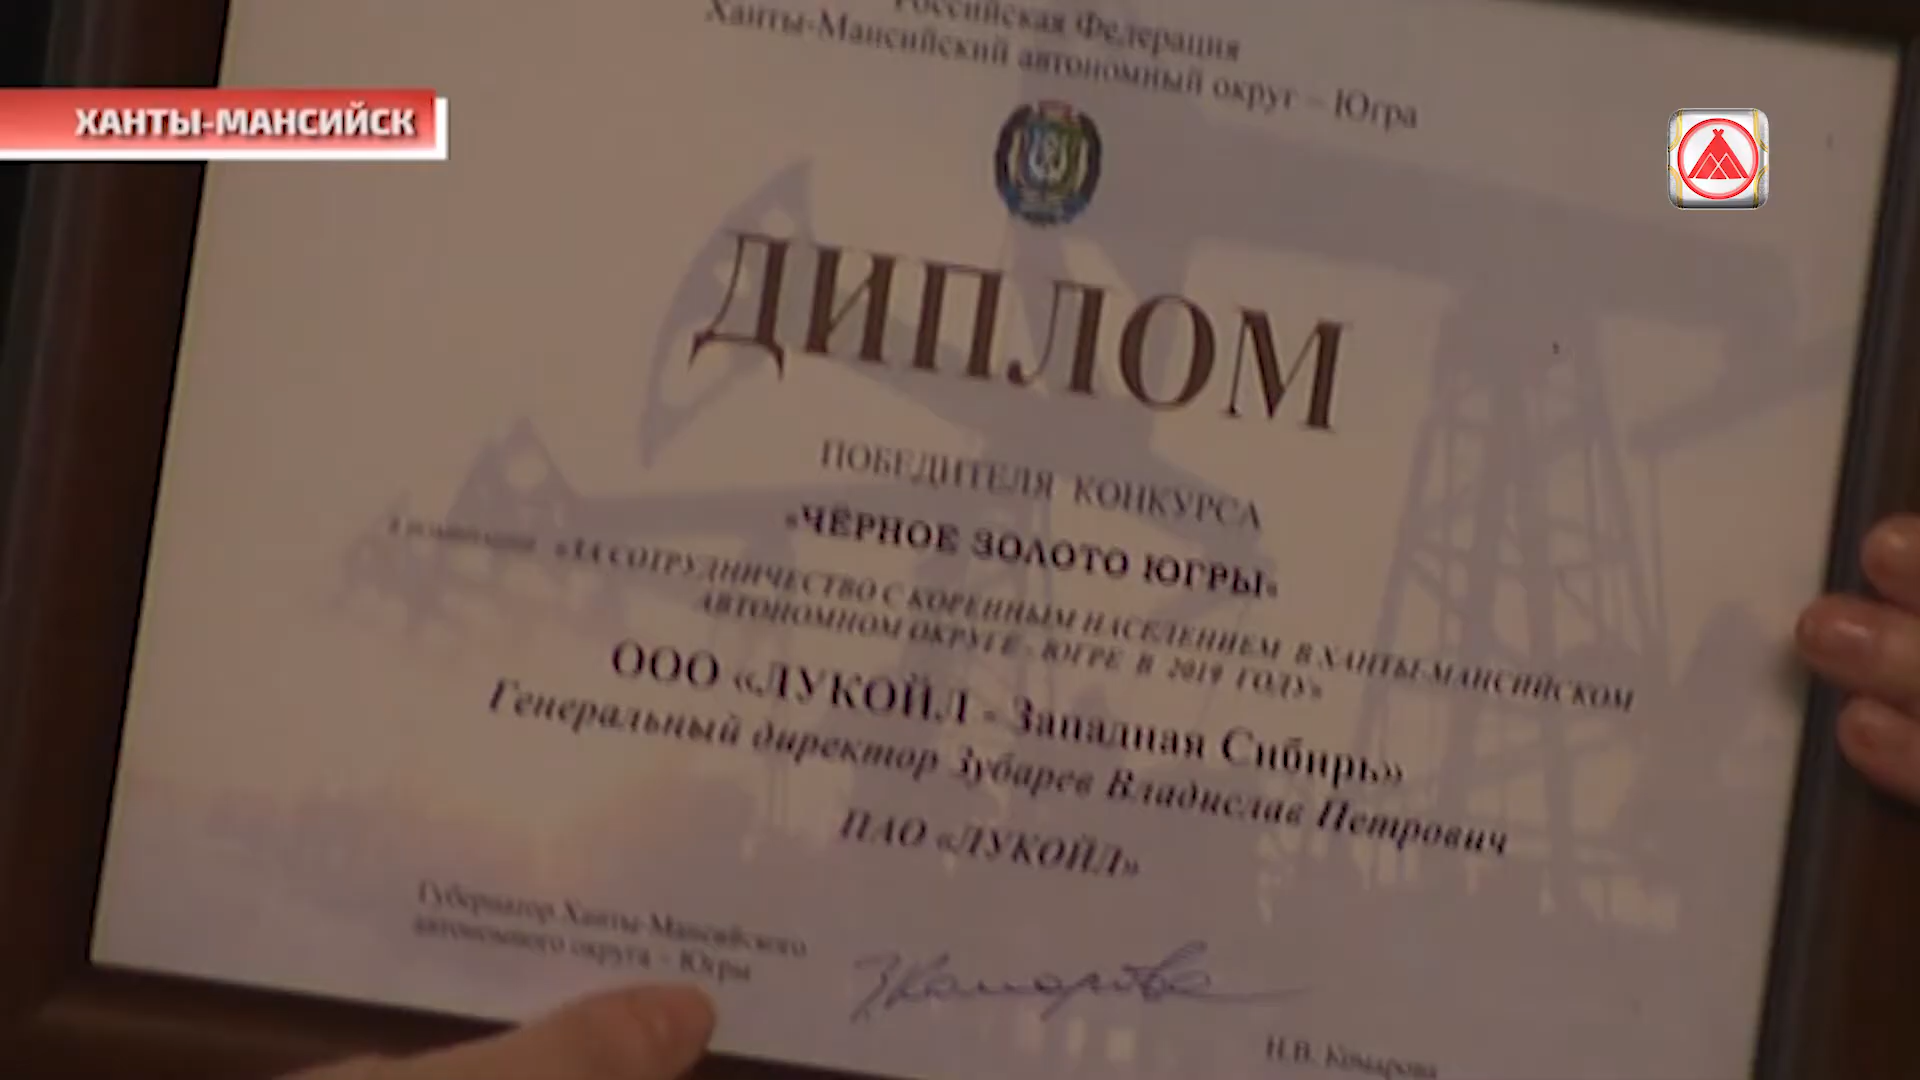 Российская Федерация
Ханты-Мансийский автономный округ – Югра
ХАНТЫ-МАНСИЙСК
ДИПЛОМ
ПОБЕДИТЕЛЯ КОНКУРСА
«ЧЁРНОЕ ЗОЛОТО ЮГРЫ»
в номинации «ЗА СОТРУДНИЧЕСТВО С КОРЕННЫМ НАСЕЛЕНИЕМ В ХАНТЫ-МАНСИЙСКОМ
АВТОНОМНОМ ОКРУГЕ - ЮГРЕ В 2019 ГОДУ»
ООО «ЛУКОЙЛ - Западная Сибирь»
Генеральный директор Зубарев Владислав Петрович
ПАО «ЛУКОЙЛ»
Губернатор Ханты-Мансийского
автономного округа – Югры
Н.В. Комарова